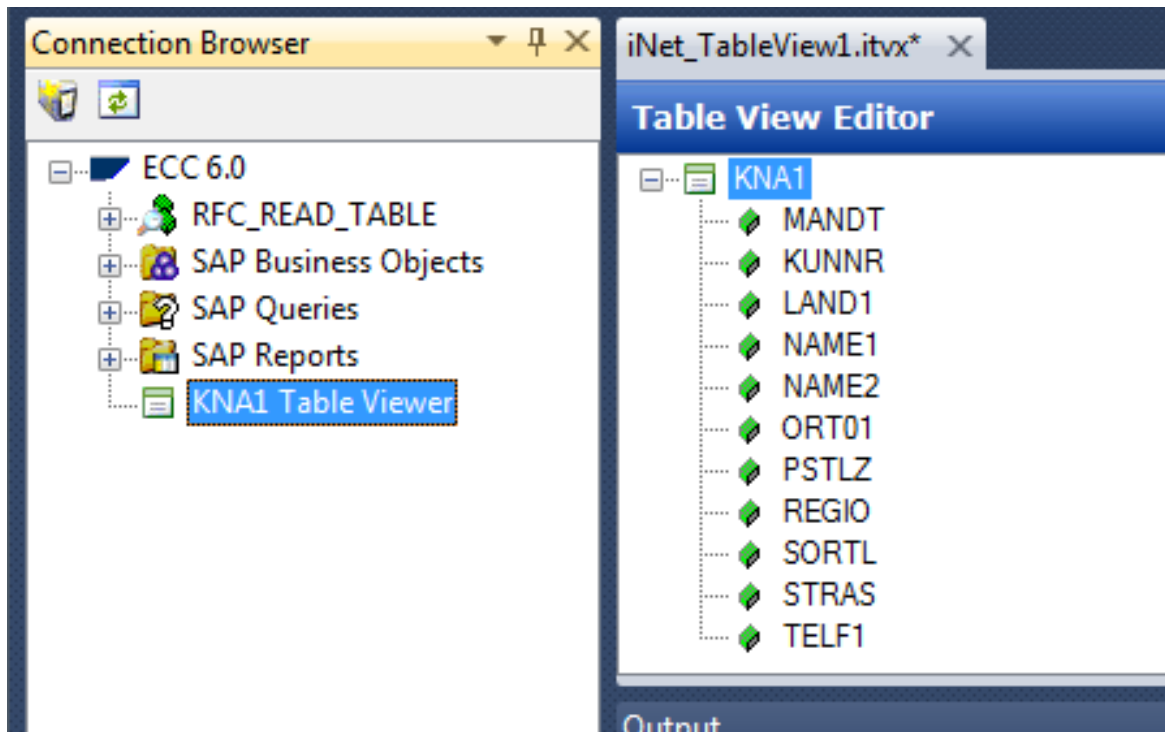 Connection Browser
ECC 6.0
RFC_READ_TABLE
SAP Business Objects
SAP Queries
SAP Reports
KNA1 Table Viewer
iNet_TableView1.itvx*
Table View Editor
KNA1
MANDT
KUNNR
LAND1
NAME1
NAME2
ORT01
PSTLZ
REGIO
SORTL
STRAS
TELF1
Output